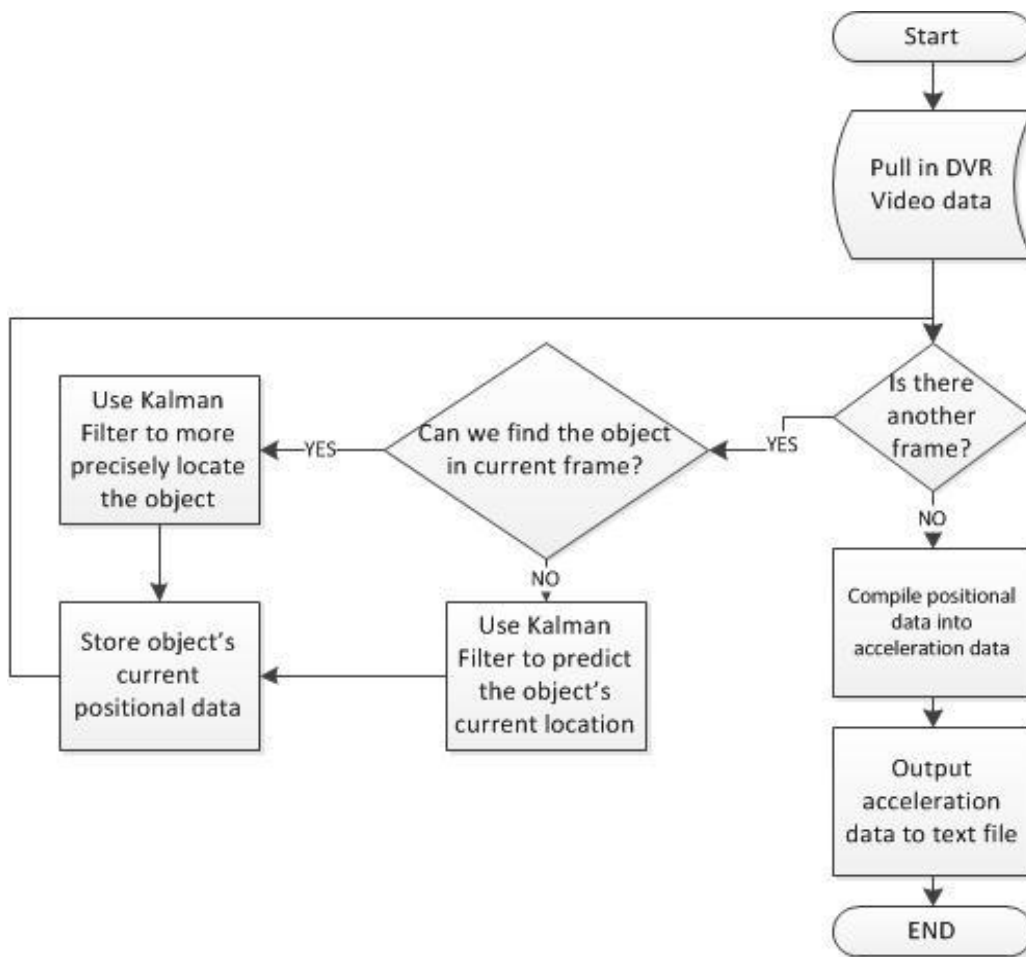 Start
Pull in DVR
Video data
Is there
another
frame?
YES
NO
Can we find the object
in current frame?
YES
NO
Use Kalman
Filter to more
precisely locate
the object
Store object's
current
positional data
Use Kalman
Filter to predict
the object's
current location
Compile positional
data into
acceleration data
Output
acceleration
data to text file
END